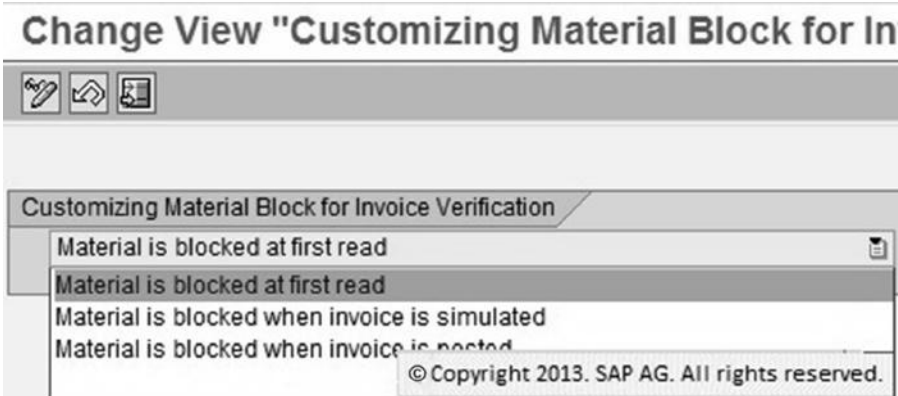 Change View "Customizing Material Block for In
Customizing Material Block for Invoice Verification
Material is blocked at first read
Material is blocked at first read
Material is blocked when invoice is simulated
Material is blocked when invoice is posted
© Copyright 2013. SAP AG. All rights reserved.